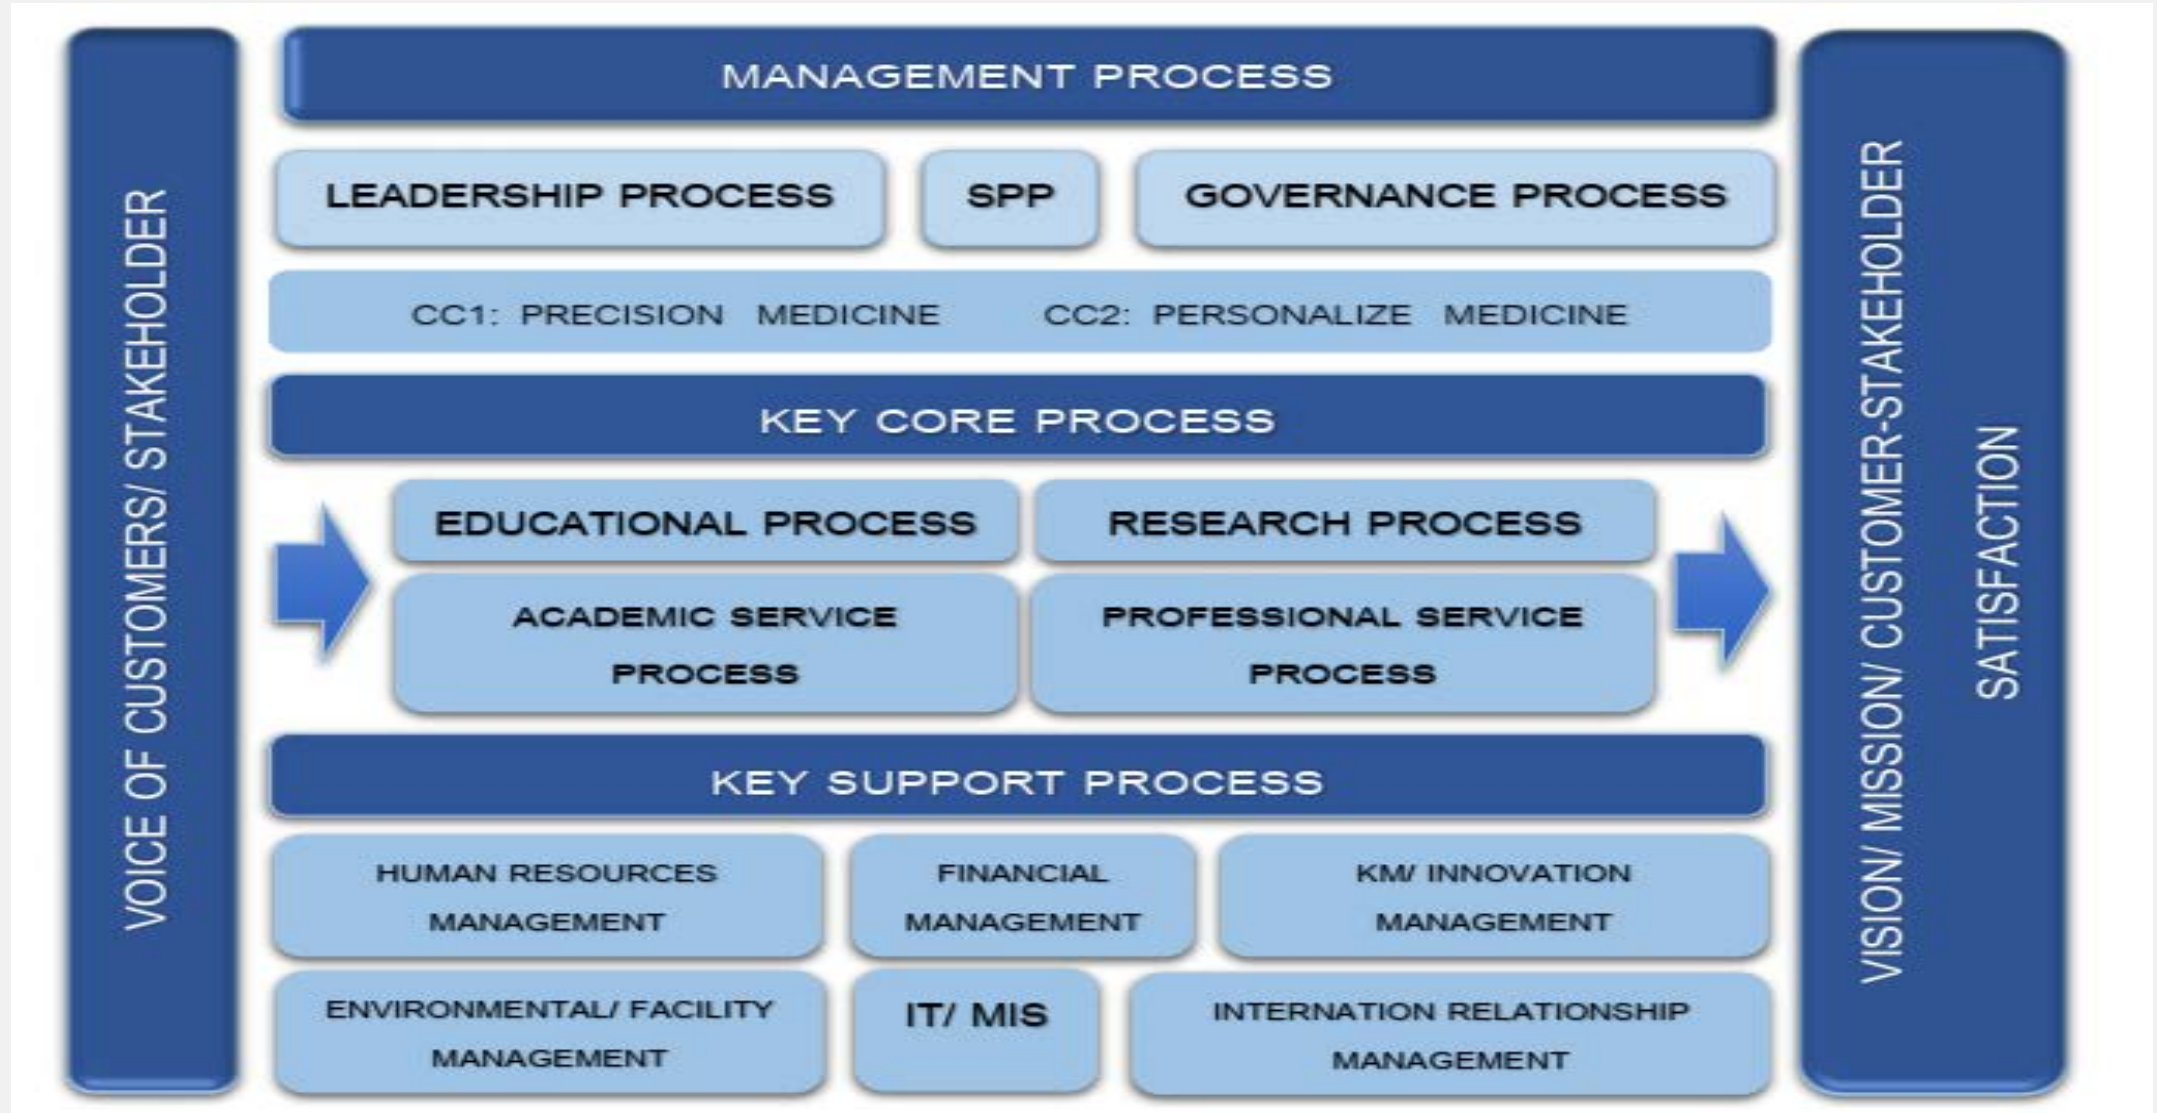 VOICE OF CUSTOMERS/ STAKEHOLDER
MANAGEMENT PROCESS
LEADERSHIP PROCESS
SPP
GOVERNANCE PROCESS
CC1: PRECISION MEDICINE CC2: PERSONALIZE MEDICINE
KEY CORE PROCESS
EDUCATIONAL PROCESS
RESEARCH PROCESS
ACADEMIC SERVICE
PROCESS
PROFESSIONAL SERVICE
PROCESS
KEY SUPPORT PROCESS
HUMAN RESOURCES
MANAGEMENT
FINANCIAL
MANAGEMENT
KM/ INNOVATION
MANAGEMENT
ENVIRONMENTAL/ FACILITY
MANAGEMENT
IT/ MIS
INTERNATION RELATIONSHIP
MANAGEMENT
VISION/ MISSION/ CUSTOMER-STAKEHOLDER
SATISFACTION